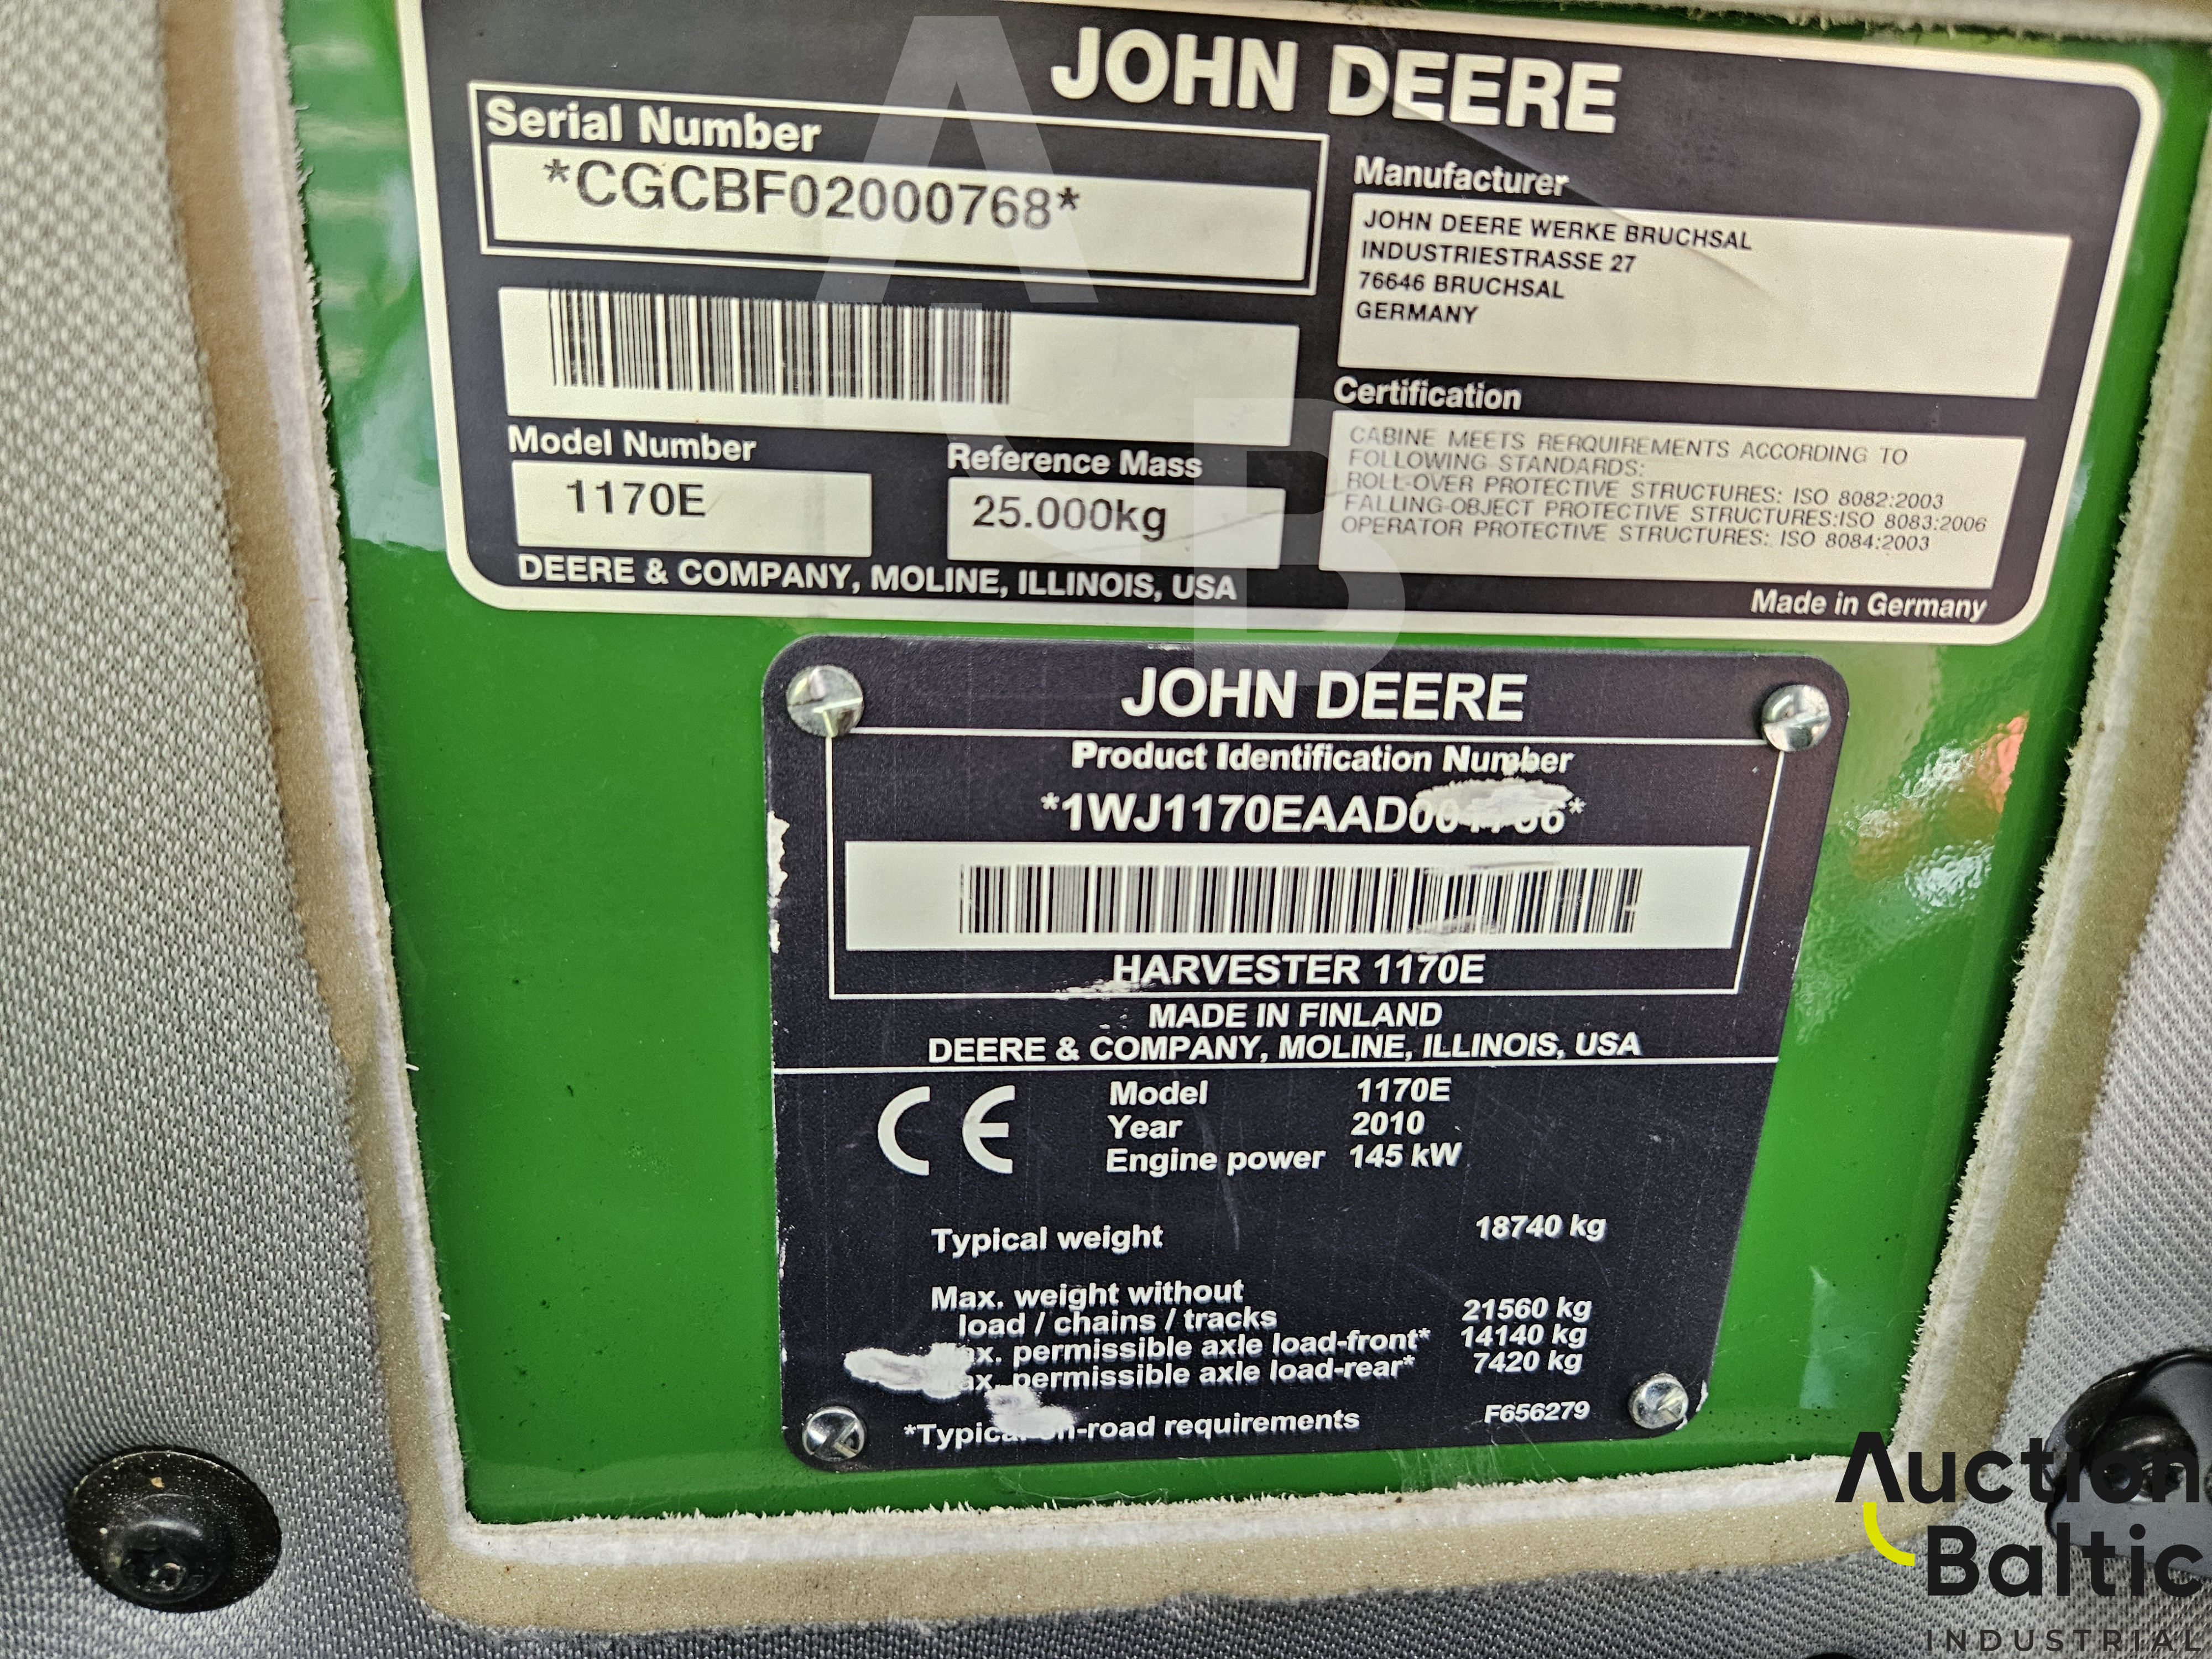 JOHN DEERE
Serial Number
*CGCBF02000768*
Manufacturer
JOHN DEERE WERKE BRUCHSAL
INDUSTRIESTRASSE 27
76646 BRUCHSAL
GERMANY
Model Number
1170E
Reference Mass
25.000kg
Certification
CABINE MEETS RERQUIREMENTS ACCORDING TO
FOLLOWING STANDARDS:
ROLL-OVER PROTECTIVE STRUCTURES: ISO 8082:2003
FALLING-OBJECT PROTECTIVE STRUCTURES:ISO 8083:2006
OPERATOR PROTECTIVE STRUCTURES: ISO 8084:2003
DEERE & COMPANY, MOLINE, ILLINOIS, USA
Made in Germany
JOHN DEERE
Product Identification Number
HARVESTER 1170E
MADE IN FINLAND
DEERE & COMPANY, MOLINE, ILLINOIS, USA
CE
Model 1170E
Year 2010
Engine power 145 kW
Typical weight 18740 kg
Max. weight without
load / chains / tracks 21560 kg
permissible axle load-front* 14140 kg
permissible axle load-rear* 7420 kg
*Typical on-road requirements F656279
Auction
Baltic
INDUSTRIAL
A
B